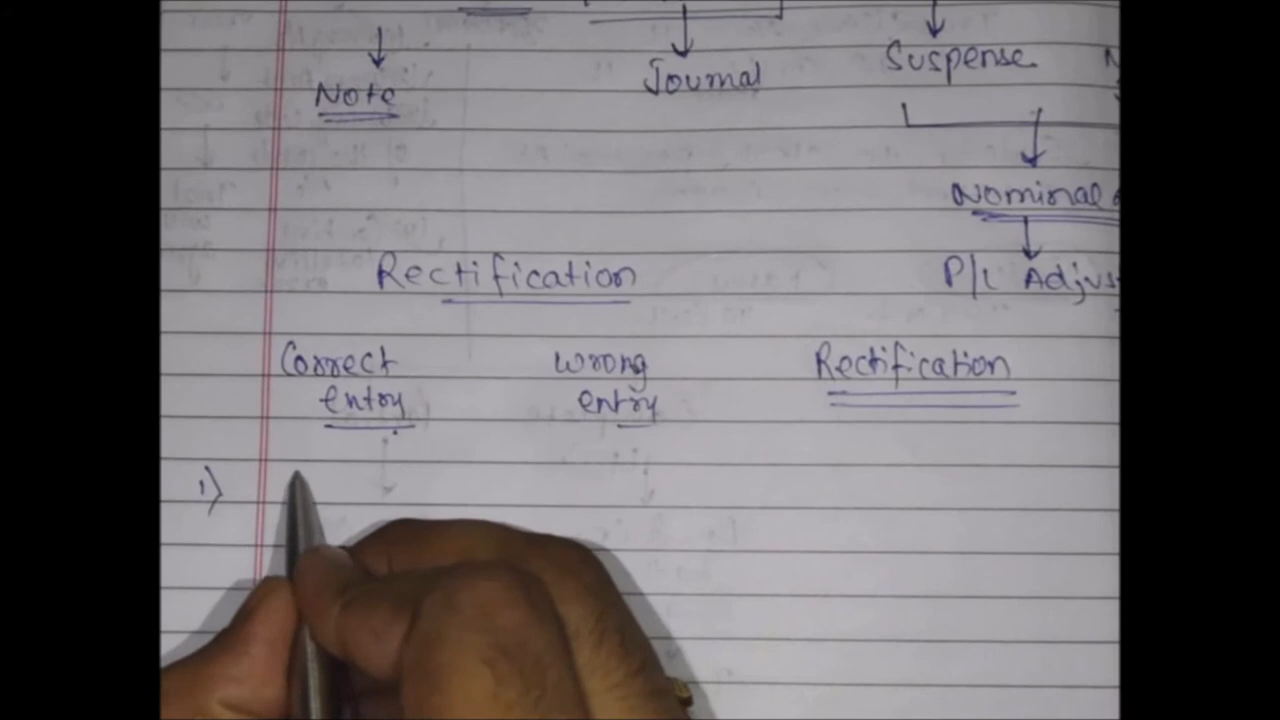 Suspense
Journal
Note
Nominal
Rectification
P/L Adjus
Correct wrong Rectification
entry entry
1)